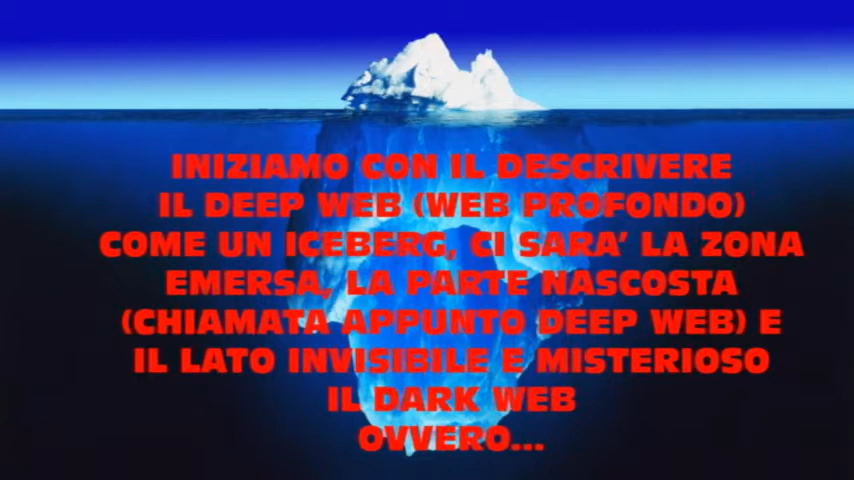 INIZIAMO CON IL DESCRIVERE
IL DEEP WEB (WEB PROFONDO)
COME UN ICEBERG, CI SARA' LA ZONA
EMERSA, LA PARTE NASCOSTA
(CHIAMATA APPUNTO DEEP WEB) E
IL LATO INVISIBILE E MISTERIOSO
IL DARK WEB
OVVERO...